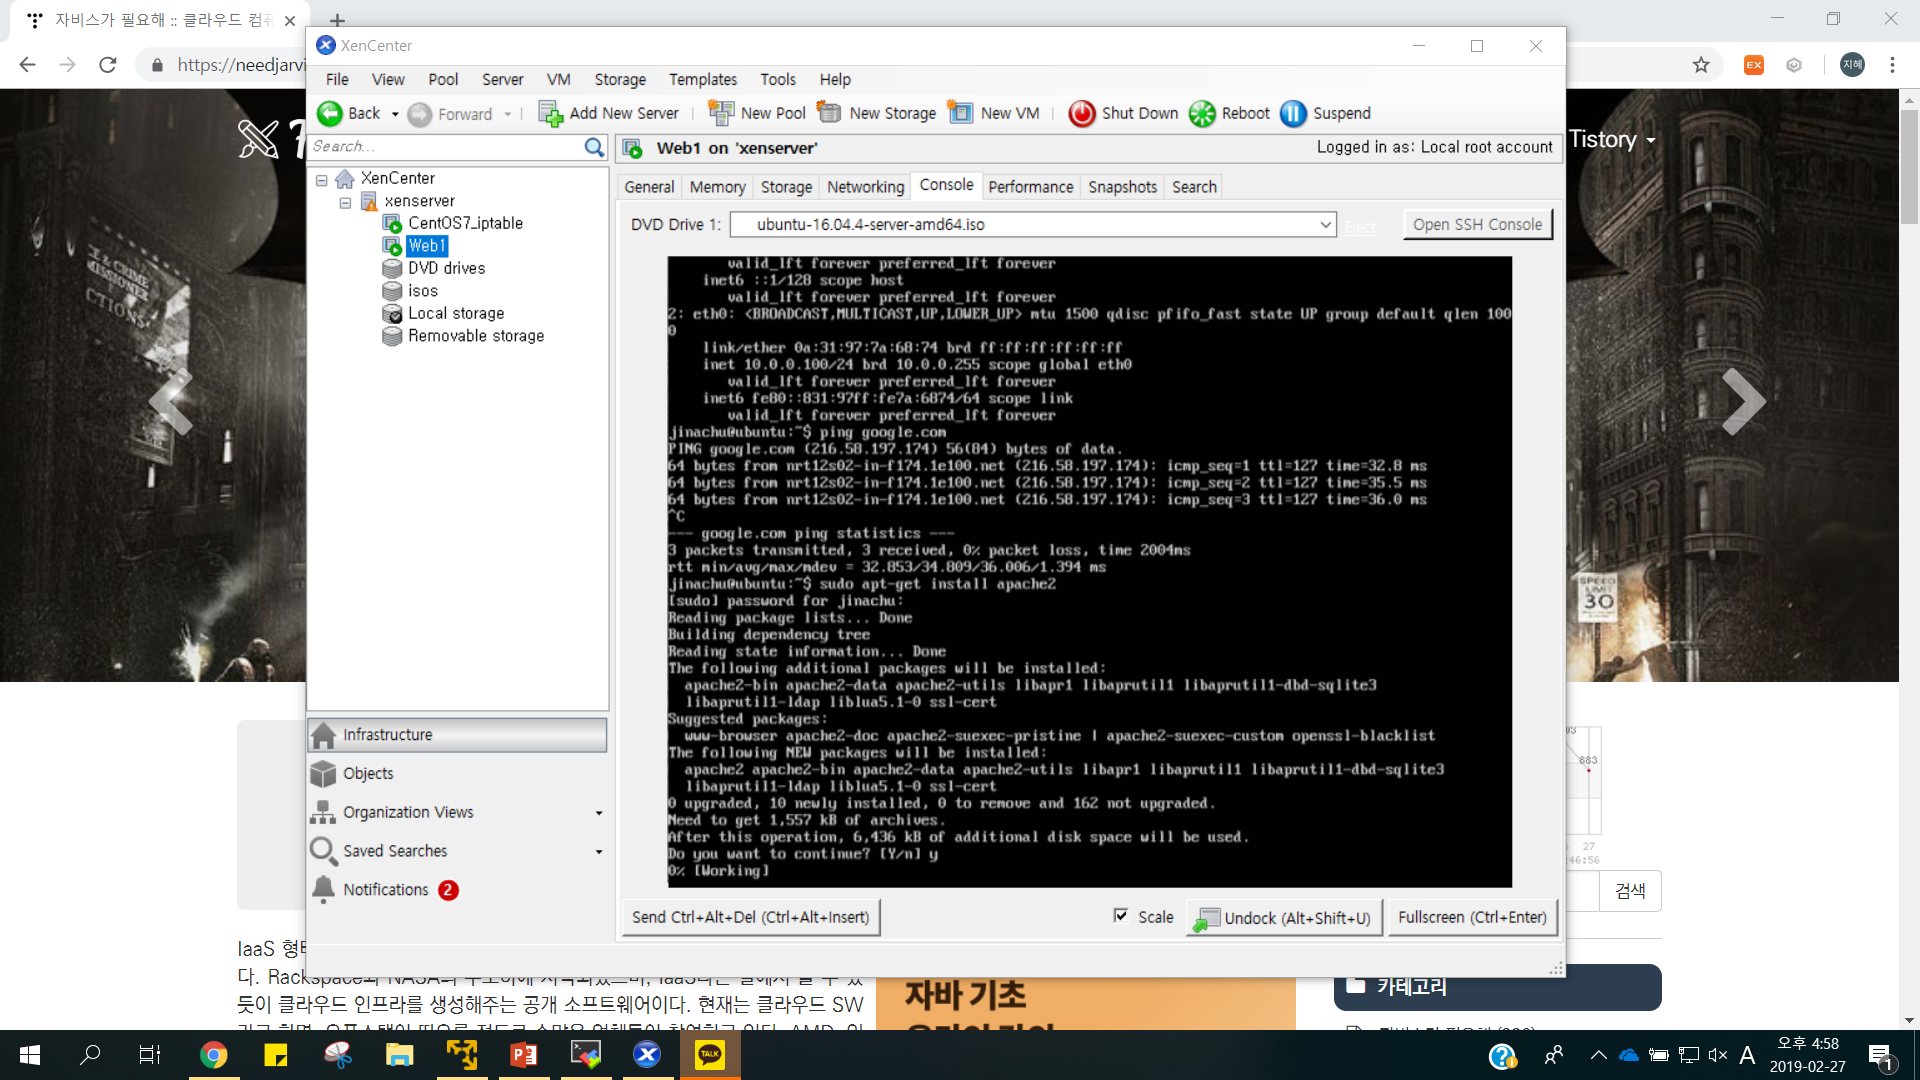 자비스가 필요해 :: 클라우드 컴퓨
https://needjarvi
지혜
Tistory
XenCenter
File View Pool Server VM Storage Templates Tools Help
Back Forward Add New Server New Pool New Storage New VM Shut Down Reboot Suspend
Search...
Web1 on 'xenserver'
Logged in as: Local root account
XenCenter
xenserver
CentOS7_iptable
Web1
DVD drives
isos
Local storage
Removable storage
General Memory Storage Networking Console Performance Snapshots Search
DVD Drive 1: ubuntu-16.04.4-server-amd64.iso Eject Open SSH Console
valid_lft forever preferred_lft forever
inet6 ::1/128 scope host
valid_lft forever preferred_lft forever
2: eth0: <BROADCAST,MULTICAST,UP,LOWER_UP> mtu 1500 qdisc pfifo_fast state UP group default qlen 100
0
link/ether 0a:31:97:7a:68:74 brd ff:ff:ff:ff:ff:ff
inet 10.0.0.100/24 brd 10.0.0.255 scope global eth0
valid_lft forever preferred_lft forever
inet6 fe80::831:97ff:fe7a:6874/64 scope link
valid_lft forever preferred_lft forever
jinachu@ubuntu:~$ ping google.com
PING google.com (216.58.197.174) 56(84) bytes of data.
64 bytes from nrt12s02-in-f174.1e100.net (216.58.197.174): icmp_seq=1 ttl=127 time=32.8 ms
64 bytes from nrt12s02-in-f174.1e100.net (216.58.197.174): icmp_seq=2 ttl=127 time=35.5 ms
64 bytes from nrt12s02-in-f174.1e100.net (216.58.197.174): icmp_seq=3 ttl=127 time=36.0 ms
^C
--- google.com ping statistics ---
3 packets transmitted, 3 received, 0% packet loss, time 2004ms
rtt min/avg/max/mdev = 32.853/34.809/36.006/1.394 ms
jinachu@ubuntu:~$ sudo apt-get install apache2
[sudo] password for jinachu:
Reading package lists... Done
Building dependency tree
Reading state information... Done
The following additional packages will be installed:
apache2-bin apache2-data apache2-utils libapr1 libaprutil1 libaprutil1-dbd-sqlite3
libaprutil1-ldap liblua5.1-0 ssl-cert
Suggested packages:
www-browser apache2-doc apache2-suexec-pristine | apache2-suexec-custom openssl-blacklist
The following NEW packages will be installed:
apache2 apache2-bin apache2-data apache2-utils libapr1 libaprutil1 libaprutil1-dbd-sqlite3
libaprutil1-ldap liblua5.1-0 ssl-cert
0 upgraded, 10 newly installed, 0 to remove and 162 not upgraded.
Need to get 1,557 kB of archives.
After this operation, 6,436 kB of additional disk space will be used.
Do you want to continue? [Y/n] y
0% [Working]
Infrastructure
Objects
Organization Views
Saved Searches
Notifications 2
Send Ctrl+Alt+Del (Ctrl+Alt+Insert) Scale Undock (Alt+Shift+U) Fullscreen (Ctrl+Enter)
SPEED
LIMIT
30
883
27
:46:56
검색
IaaS 형
다. Rackspace
듯이 클라우드 인프라를 생성해주는 공개 소프트웨어이다. 현재는 클라우드 SW
자바 기초
카테고리
TALK
A
오후 4:58
2019-02-27
1